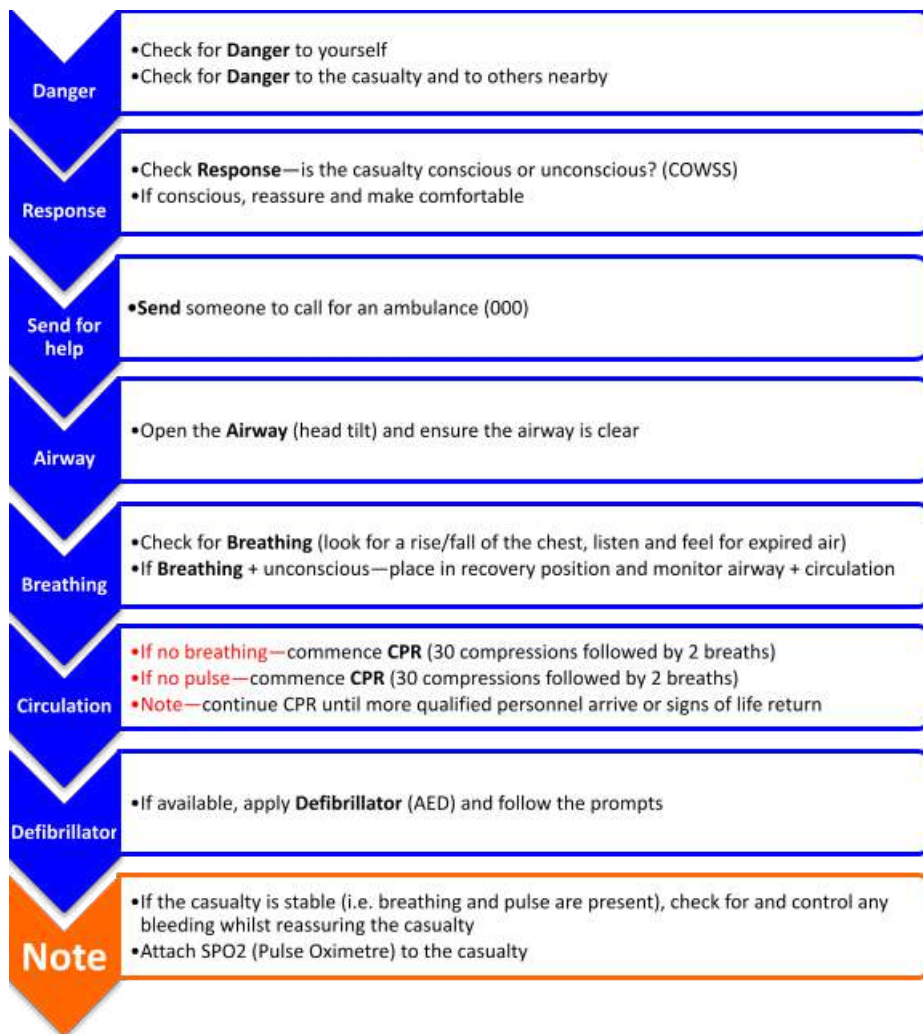 Danger
•Check for Danger to yourself
•Check for Danger to the casualty and to others nearby
Response
•Check Response—is the casualty conscious or unconscious? (COWSS)
•If conscious, reassure and make comfortable
Send for
help
•Send someone to call for an ambulance (000)
Airway
•Open the Airway (head tilt) and ensure the airway is clear
Breathing
•Check for Breathing (look for a rise/fall of the chest, listen and feel for expired air)
•If Breathing + unconscious—place in recovery position and monitor airway + circulation
Circulation
•If no breathing—commence CPR (30 compressions followed by 2 breaths)
•If no pulse—commence CPR (30 compressions followed by 2 breaths)
•Note—continue CPR until more qualified personnel arrive or signs of life return
Defibrillator
•If available, apply Defibrillator (AED) and follow the prompts
Note
•If the casualty is stable (i.e. breathing and pulse are present), check for and control any
bleeding whilst reassuring the casualty
•Attach SPO2 (Pulse Oximetre) to the casualty